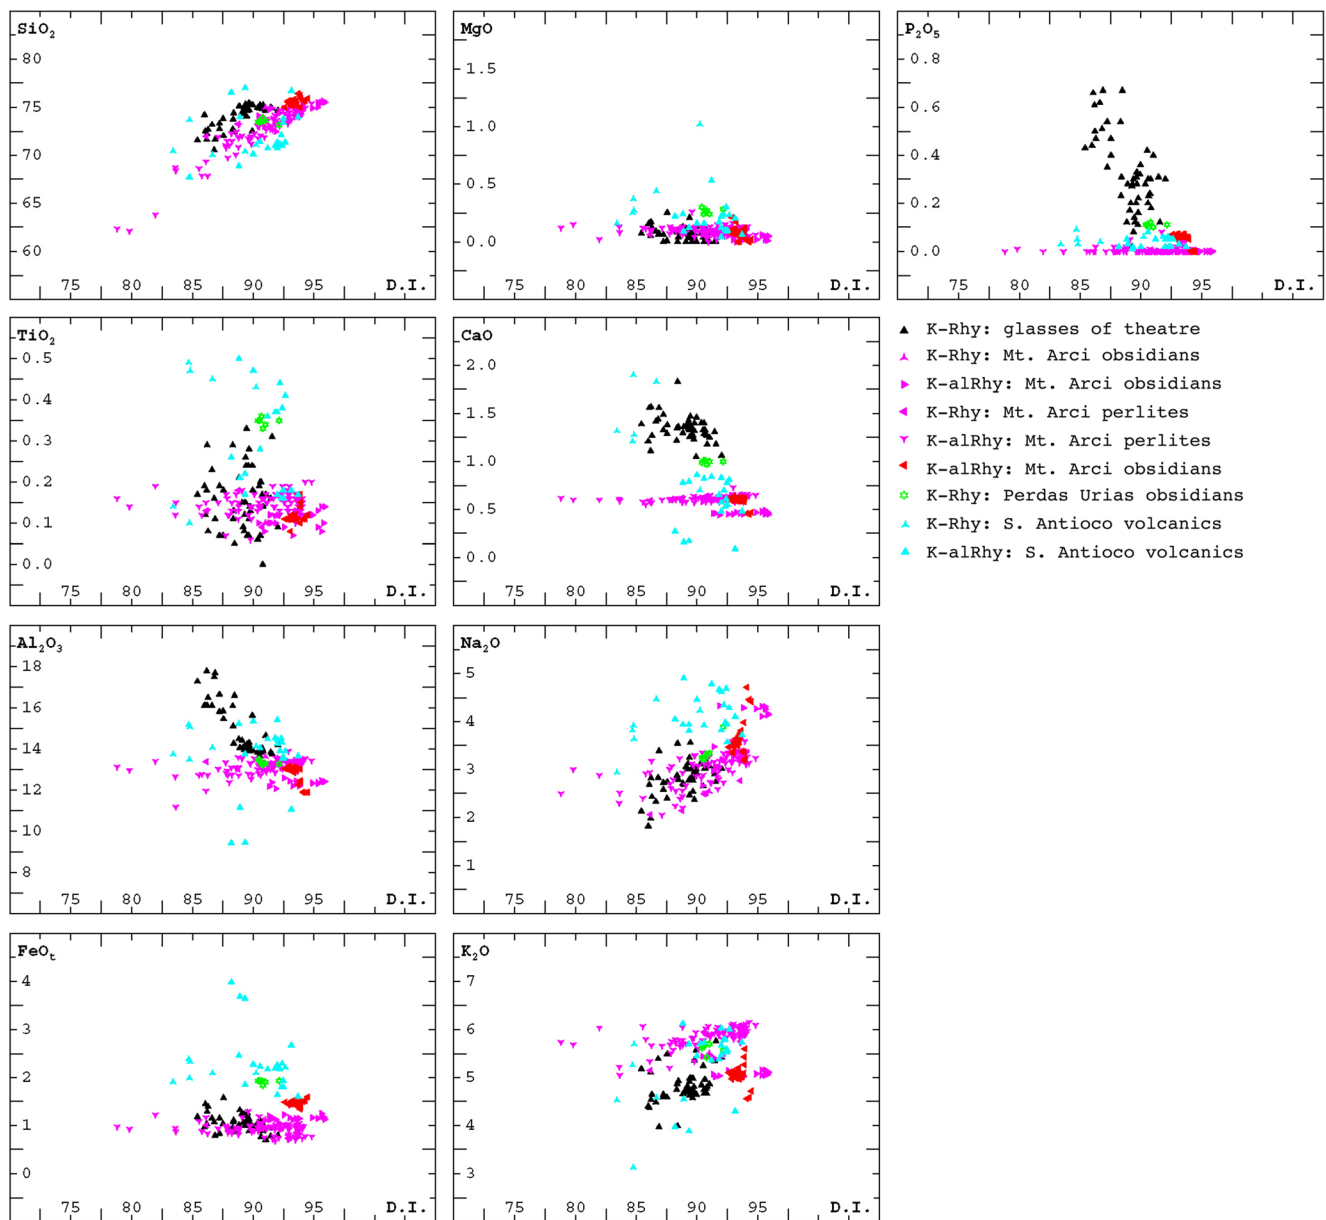 SiO₂
80
75
70
65
60
75 80 85 90 95 D.I.
MgO
1.5
1.0
0.5
0.0
75 80 85 90 95 D.I.
P₂O₅
0.8
0.6
0.4
0.2
0.0
75 80 85 90 95 D.I.
TiO₂
0.5
0.4
0.3
0.2
0.1
0.0
75 80 85 90 95 D.I.
CaO
2.0
1.5
1.0
0.5
0.0
75 80 85 90 95 D.I.
K-Rhy: glasses of theatre
K-Rhy: Mt. Arci obsidians
K-alRhy: Mt. Arci obsidians
K-Rhy: Mt. Arci perlites
K-alRhy: Mt. Arci perlites
K-alRhy: Mt. Arci obsidians
K-Rhy: Perdas Urias obsidians
K-Rhy: S. Antioco volcanics
K-alRhy: S. Antioco volcanics
Al₂O₃
18
16
14
12
10
8
75 80 85 90 95 D.I.
Na₂O
5
4
3
2
1
75 80 85 90 95 D.I.
FeOₜ
4
3
2
1
0
75 80 85 90 95 D.I.
K₂O
7
6
5
4
3
75 80 85 90 95 D.I.